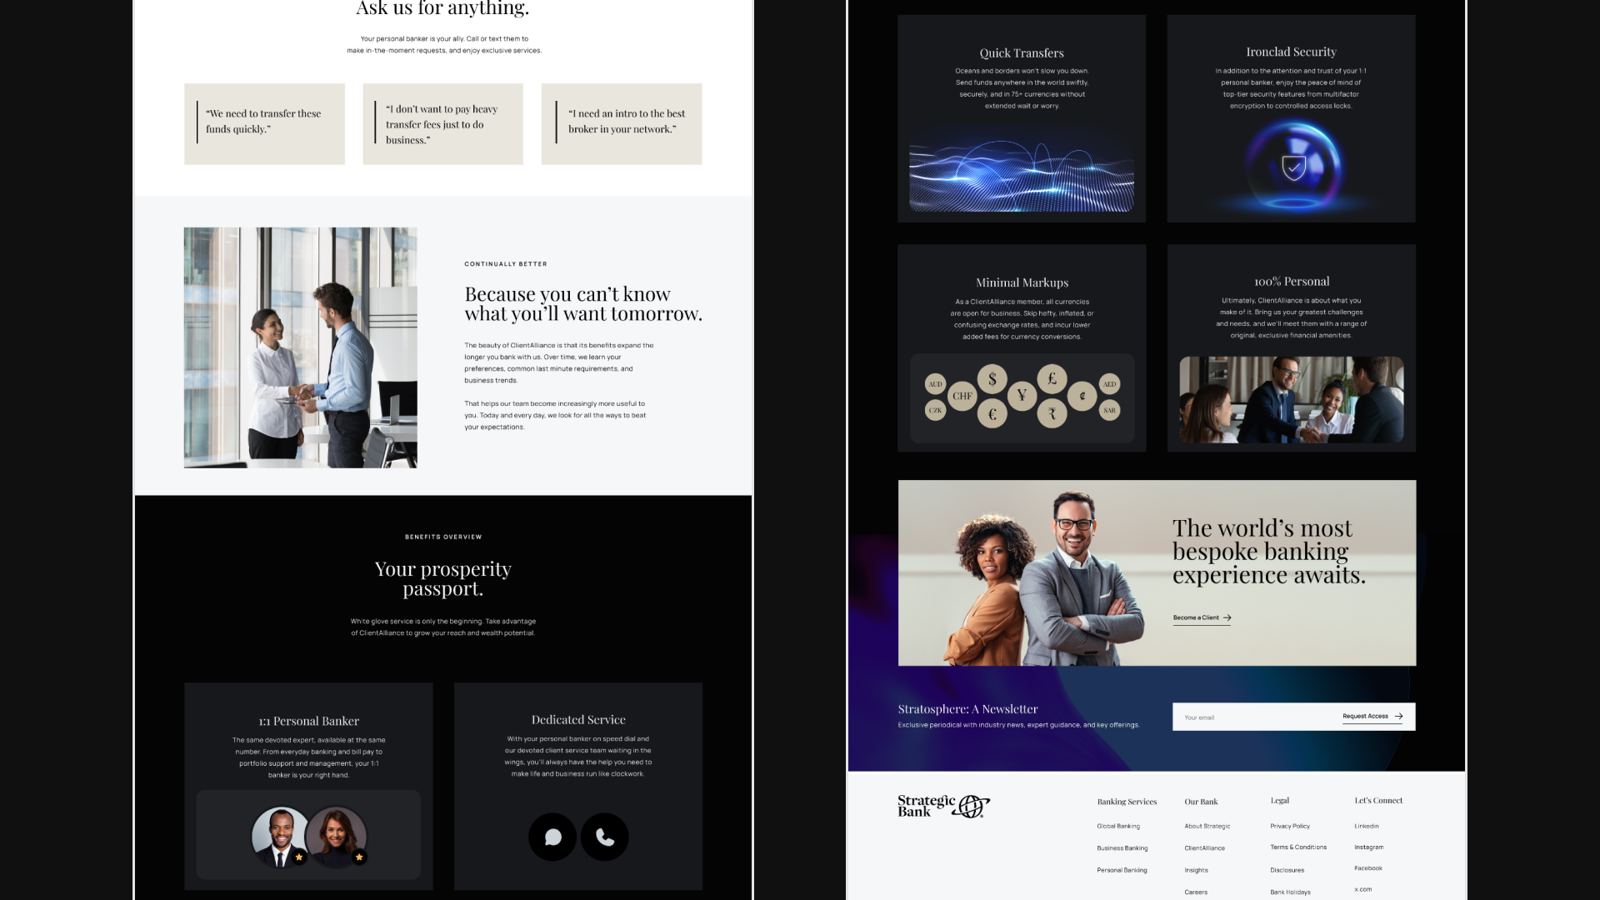 Ask us for anything.
Your personal banker is your ally. Call or text them to
make in-the-moment requests, and enjoy exclusive services.
“We need to transfer these
funds quickly.”
“I don’t want to pay heavy
transfer fees just to do
business.”
“I need an intro to the best
broker in your network.”
CONTINUALLY BETTER
Because you can’t know
what you’ll want tomorrow.
The beauty of ClientAlliance is that its benefits expand the
longer you bank with us. Over time, we learn your
preferences, common last minute requirements, and
business trends.
That helps our team become increasingly more useful to
you. Today and every day, we look for all the ways to beat
your expectations.
BENEFITS OVERVIEW
Your prosperity
passport.
White glove service is only the beginning. Take advantage
of ClientAlliance to grow your reach and wealth potential.
1:1 Personal Banker
The same devoted expert, available at the same
number. From everyday banking and bill pay to
portfolio support and management, your 1:1
banker is your right hand.
Dedicated Service
With your personal banker on speed dial and
our devoted client service team waiting in the
wings, you’ll always have the help you need to
make life and business run like clockwork.
Quick Transfers
Oceans and borders won’t slow you down.
Send funds anywhere in the world swiftly,
securely, and in 75+ currencies without
extended wait or worry.
Ironclad Security
In addition to the attention and trust of your 1:1
personal banker, enjoy the peace of mind of
top-tier security features from multifactor
encryption to controlled access locks.
Minimal Markups
As a ClientAlliance member, all currencies
are open for business. Skip hefty, inflated, or
confusing exchange rates, and incur lower
added fees for currency conversions.
AUD
CZK
CHF
$
€
¥
£
₹
¢
AED
SAR
100% Personal
Ultimately, ClientAlliance is about what you
make of it. Bring us your greatest challenges
and needs, and we’ll meet them with a range of
original, exclusive financial amenities.
The world’s most
bespoke banking
experience awaits.
Become a Client
Stratosphere: A Newsletter
Exclusive periodical with industry news, expert guidance, and key offerings.
Your email
Request Access
Strategic
Bank
Banking Services
Global Banking
Business Banking
Personal Banking
Our Bank
About Strategic
ClientAlliance
Insights
Careers
Legal
Privacy Policy
Terms & Conditions
Disclosures
Bank Holidays
Let’s Connect
Linkedin
Instagram
Facebook
x.com